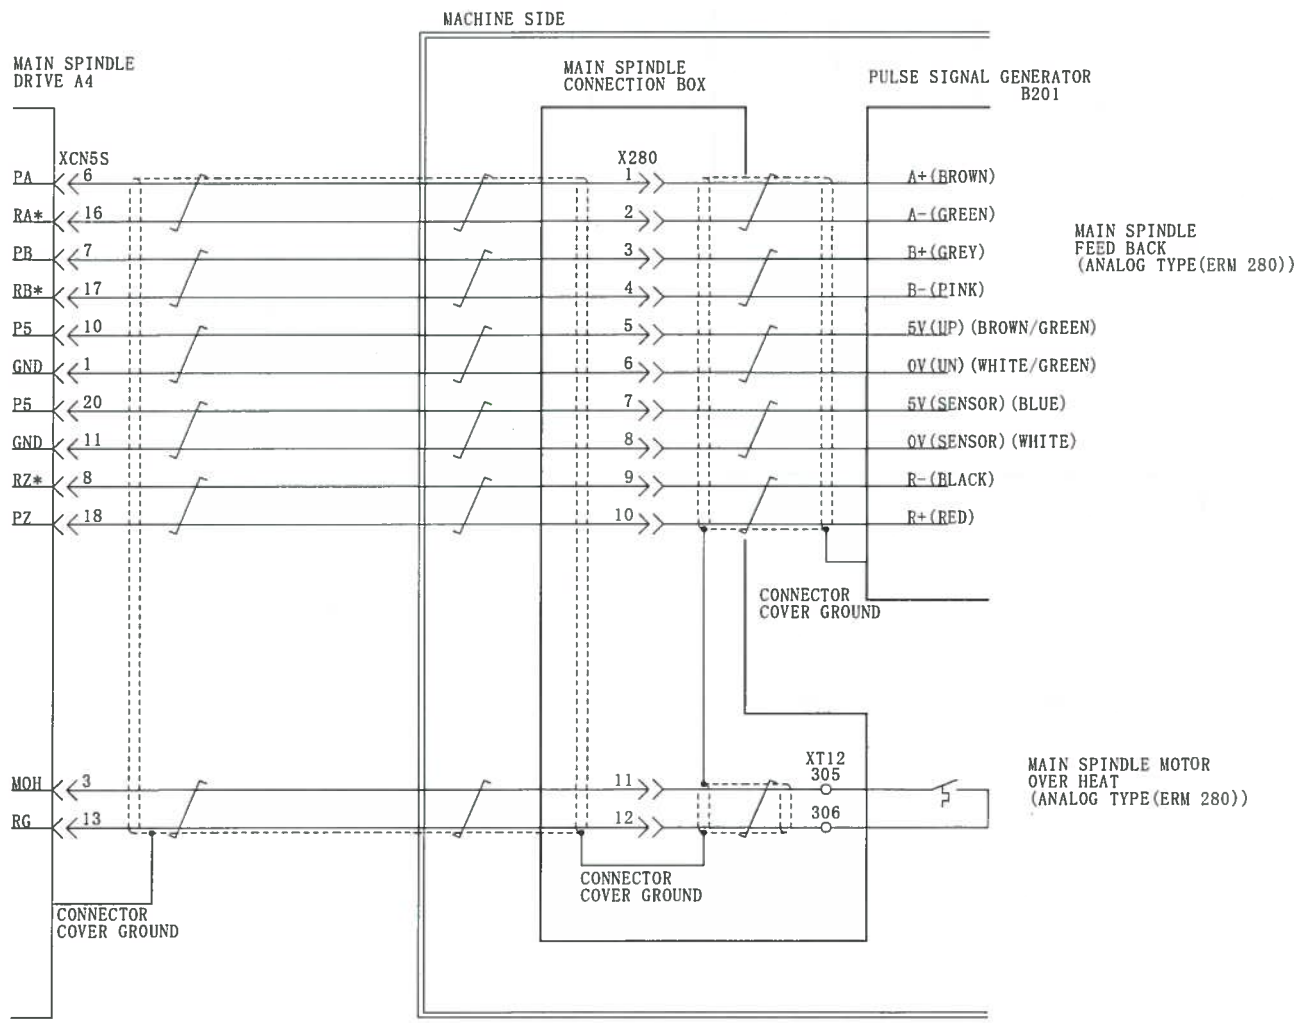 MACHINE SIDE
MAIN SPINDLE
DRIVE A4
MAIN SPINDLE
CONNECTION BOX
PULSE SIGNAL GENERATOR
B201
XCN5S
X280
PA 6 1 A+(BROWN)
RA* 16 2 A-(GREEN)
PB 7 3 B+(GREY)
RB* 17 4 B-(PINK)
P5 10 5 5V(UP)(BROWN/GREEN)
GND 1 6 0V(UN)(WHITE/GREEN)
P5 20 7 5V(SENSOR)(BLUE)
GND 11 8 0V(SENSOR)(WHITE)
RZ* 8 9 R-(BLACK)
PZ 18 10 R+(RED)
MAIN SPINDLE
FEED BACK
(ANALOG TYPE(ERM 280))
CONNECTOR
COVER GROUND
XT12
MOH 3 11 305
RG 13 12 306
MAIN SPINDLE MOTOR
OVER HEAT
(ANALOG TYPE(ERM 280))
CONNECTOR
COVER GROUND
CONNECTOR
COVER GROUND